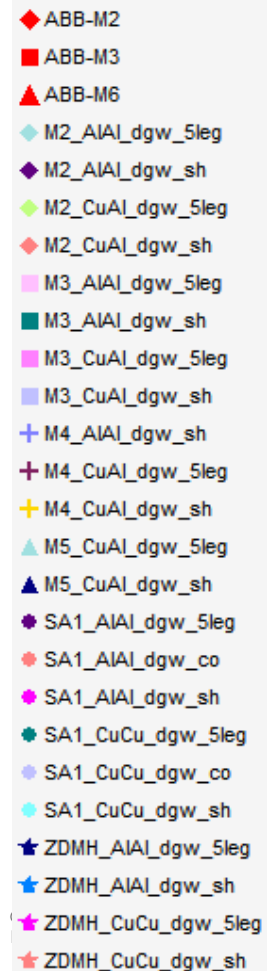 ABB-M2
ABB-M3
ABB-M6
M2_AlAl_dgw_5leg
M2_AlAl_dgw_sh
M2_CuAl_dgw_5leg
M2_CuAl_dgw_sh
M3_AlAl_dgw_5leg
M3_AlAl_dgw_sh
M3_CuAl_dgw_5leg
M3_CuAl_dgw_sh
M4_AlAl_dgw_sh
M4_CuAl_dgw_5leg
M4_CuAl_dgw_sh
M5_CuAl_dgw_5leg
M5_CuAl_dgw_sh
SA1_AlAl_dgw_5leg
SA1_AlAl_dgw_co
SA1_AlAl_dgw_sh
SA1_CuCu_dgw_5leg
SA1_CuCu_dgw_co
SA1_CuCu_dgw_sh
ZDMH_AlAl_dgw_5leg
ZDMH_AlAl_dgw_sh
ZDMH_CuCu_dgw_5leg
ZDMH_CuCu_dgw_sh